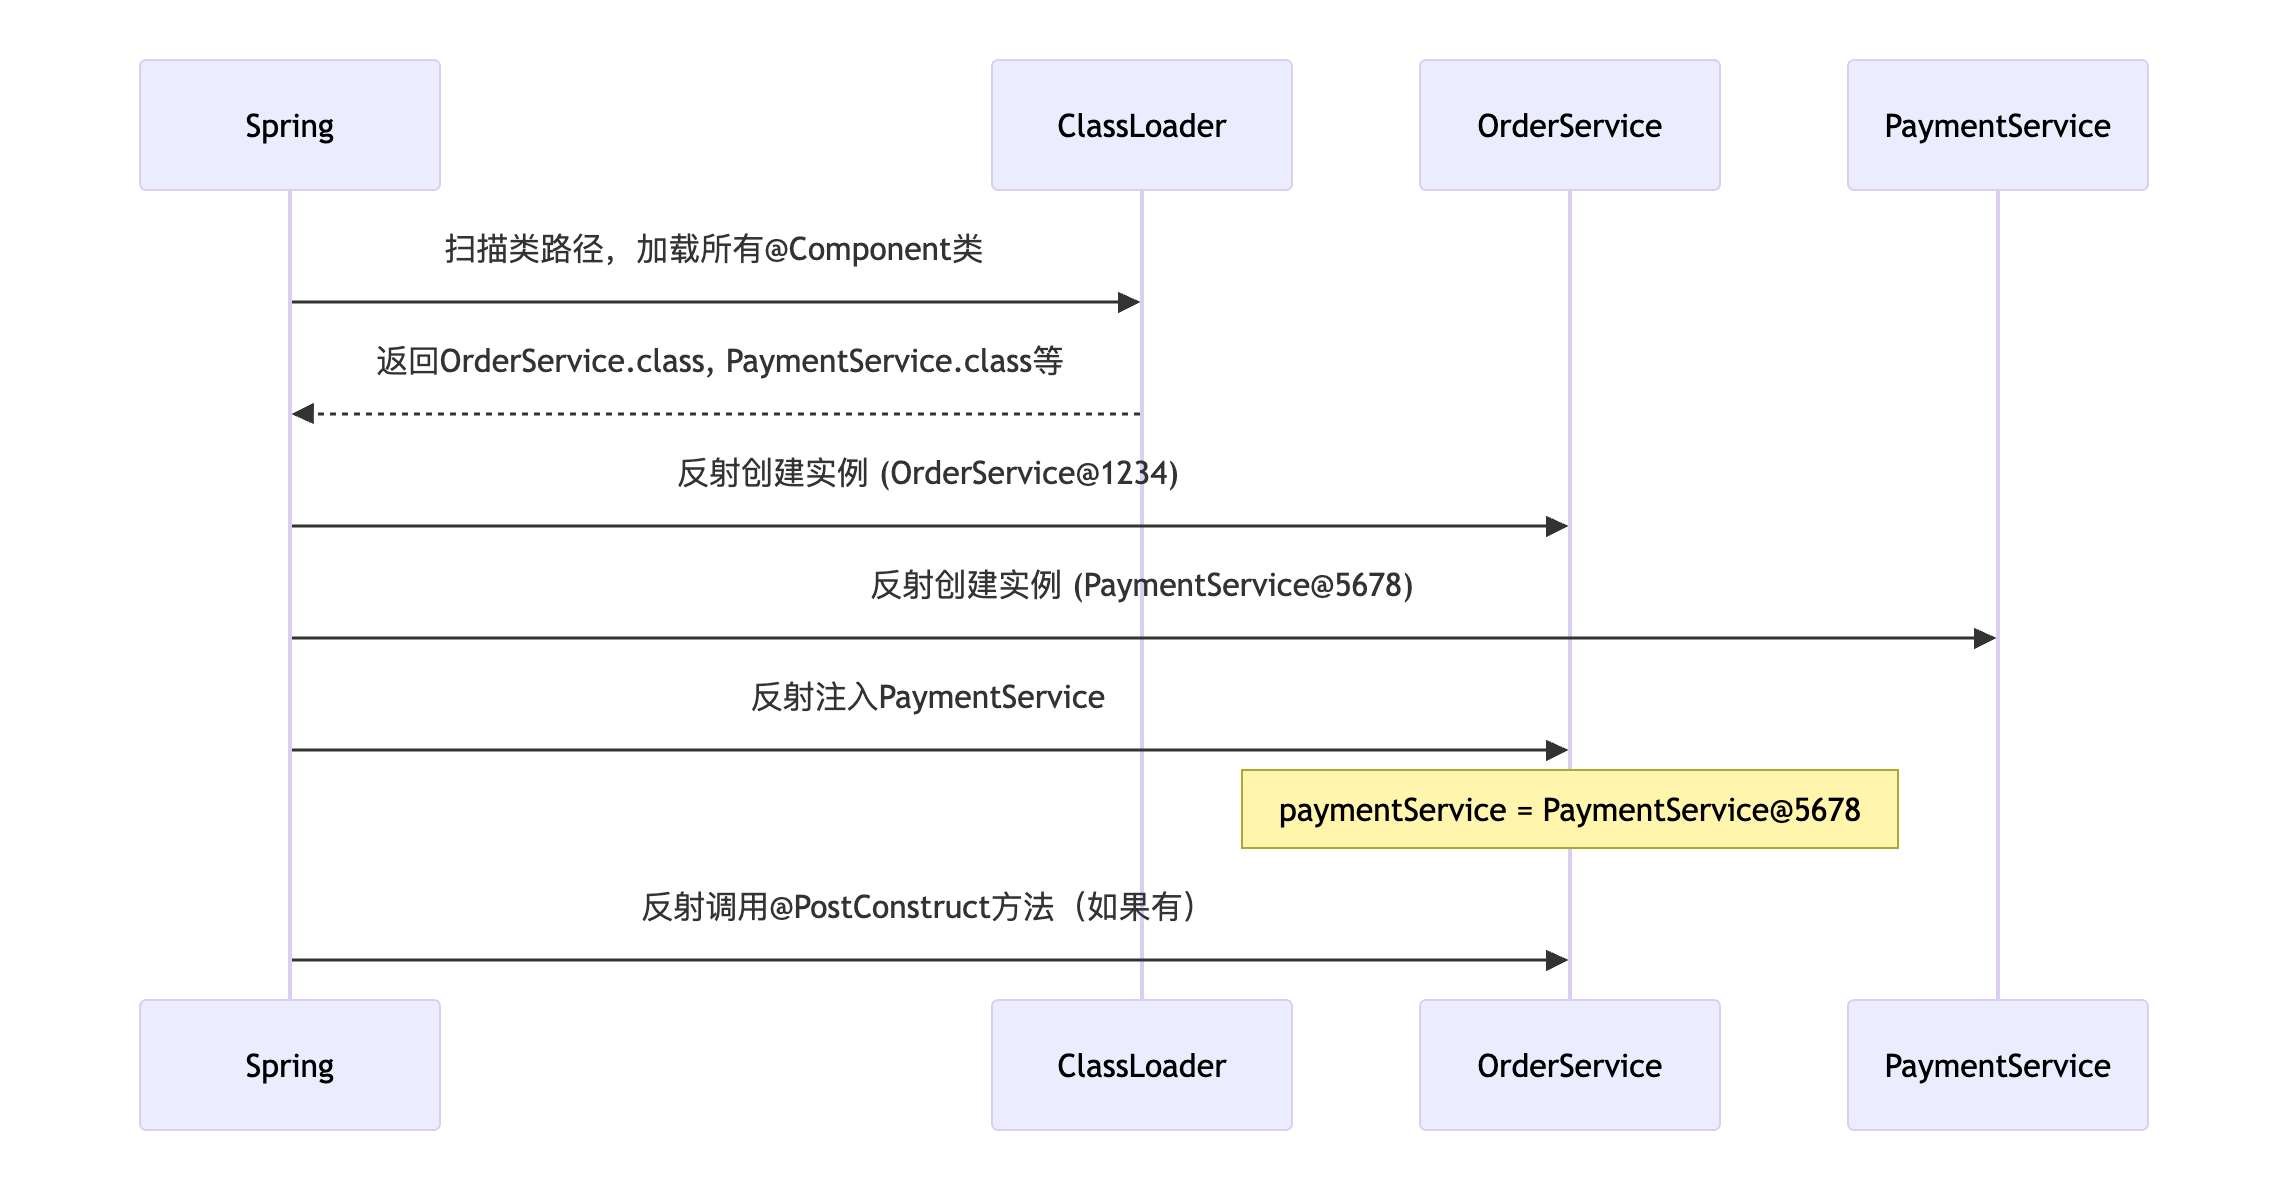 Spring
ClassLoader
OrderService
PaymentService
扫描类路径，加载所有@Component类
返回OrderService.class, PaymentService.class等
反射创建实例 (OrderService@1234)
反射创建实例 (PaymentService@5678)
反射注入PaymentService
paymentService = PaymentService@5678
反射调用@PostConstruct方法（如果有）
Spring
ClassLoader
OrderService
PaymentService